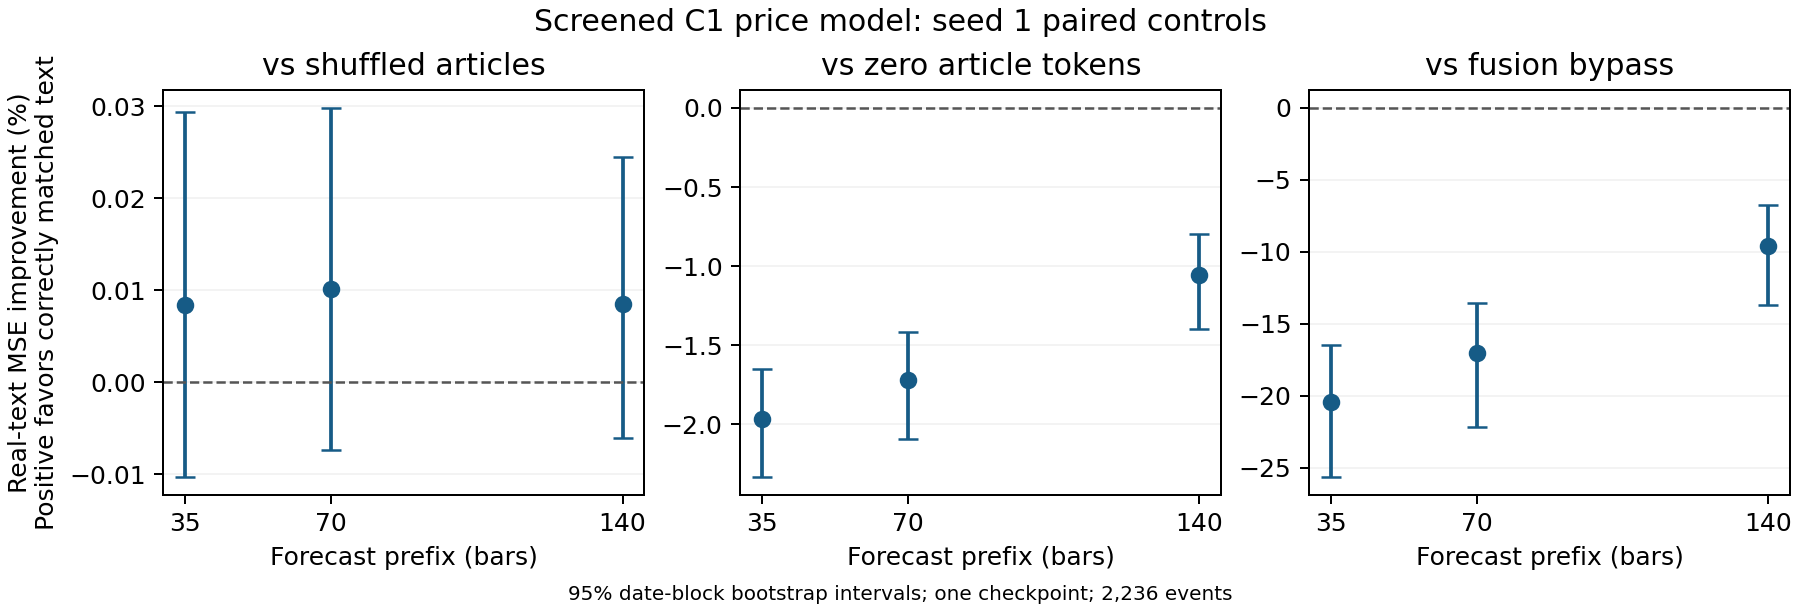 Screened C1 price model: seed 1 paired controls
Real-text MSE improvement (%)
Positive favors correctly matched text
vs shuffled articles
0.03
0.02
0.01
0.00
−0.01
35 70 140
Forecast prefix (bars)
vs zero article tokens
0.0
−0.5
−1.0
−1.5
−2.0
35 70 140
Forecast prefix (bars)
vs fusion bypass
0
−5
−10
−15
−20
−25
35 70 140
Forecast prefix (bars)
95% date-block bootstrap intervals; one checkpoint; 2,236 events